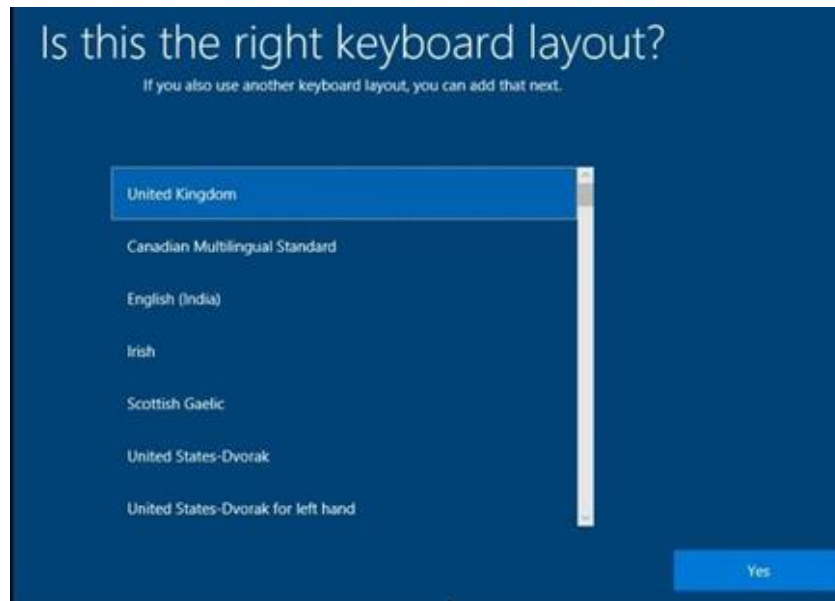 Is this the right keyboard layout?
If you also use another keyboard layout, you can add that next.
United Kingdom
Canadian Multilingual Standard
English (India)
Irish
Scottish Gaelic
United States-Dvorak
United States-Dvorak for left hand
Yes